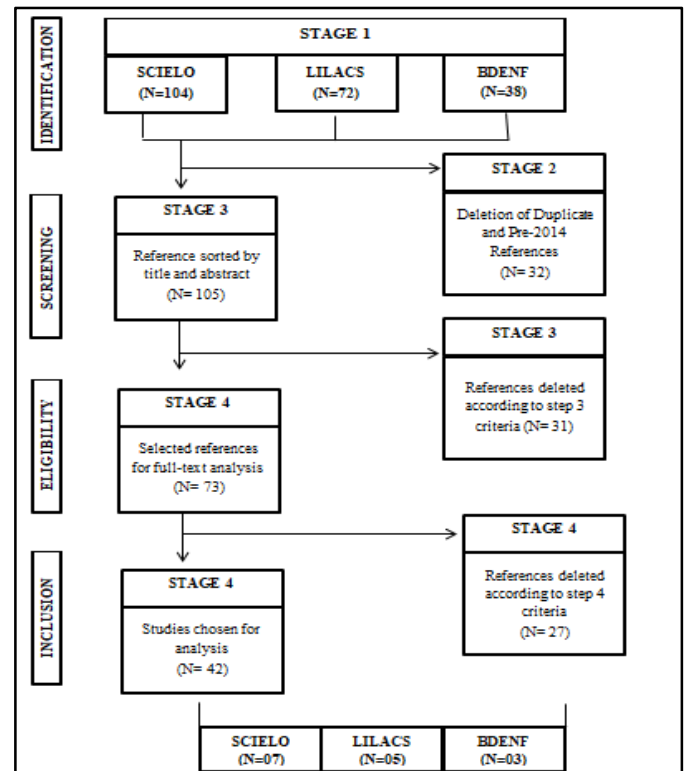 STAGE 1
SCIELO
(N=104)
LILACS
(N=72)
BDENF
(N=38)
IDENTIFICATION
STAGE 2
Deletion of Duplicate
and Pre-2014
References
(N= 32)
STAGE 3
Reference sorted by
title and abstract
(N= 105)
SCREENING
STAGE 3
References deleted
according to step 3
criteria (N= 31)
STAGE 4
Selected references
for full-text analysis
(N= 73)
ELIGIBILITY
STAGE 4
References deleted
according to step 4
criteria
(N= 27)
STAGE 4
Studies chosen for
analysis
(N= 42)
INCLUSION
SCIELO
(N=07)
LILACS
(N=05)
BDENF
(N=03)